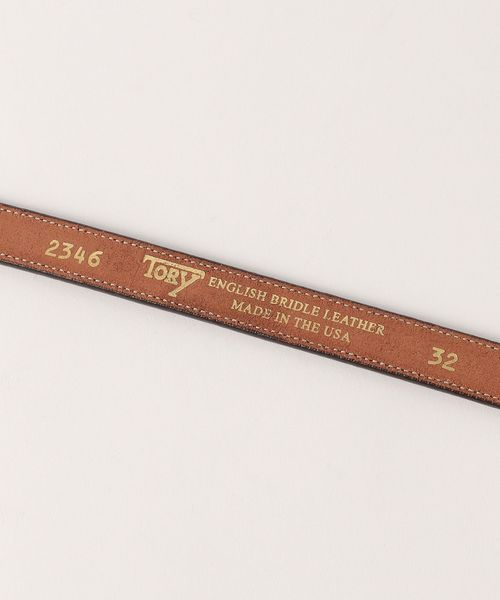 2346
TORY
ENGLISH BRIDLE LEATHER
MADE IN THE USA
32